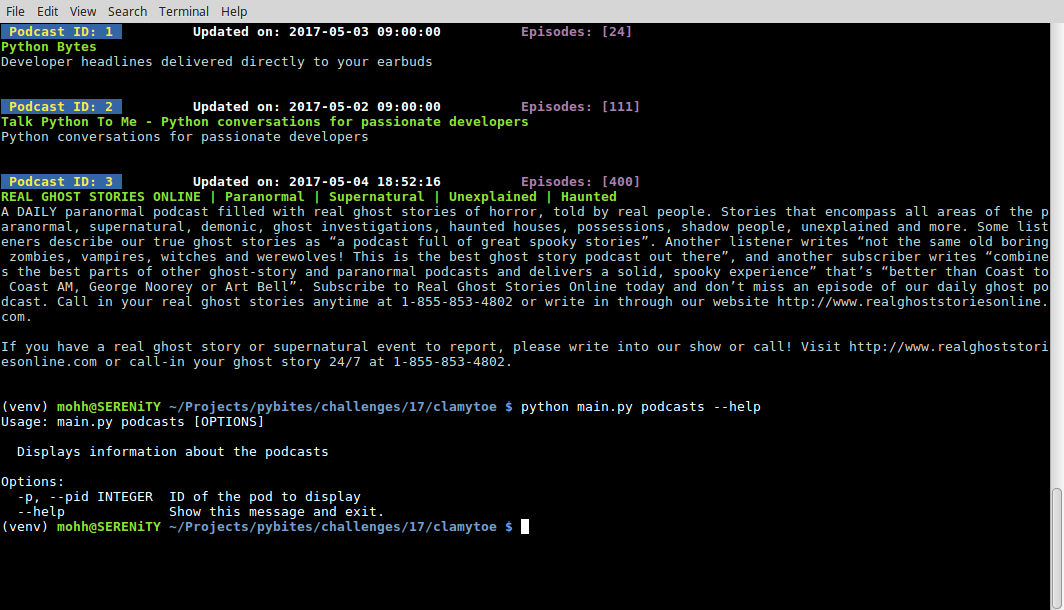 File Edit View Search Terminal Help
Podcast ID: 1 Updated on: 2017-05-03 09:00:00 Episodes: [24]
Python Bytes
Developer headlines delivered directly to your earbuds
Podcast ID: 2 Updated on: 2017-05-02 09:00:00 Episodes: [111]
Talk Python To Me - Python conversations for passionate developers
Python conversations for passionate developers
Podcast ID: 3 Updated on: 2017-05-04 18:52:16 Episodes: [400]
REAL GHOST STORIES ONLINE | Paranormal | Supernatural | Unexplained | Haunted
A DAILY paranormal podcast filled with real ghost stories of horror, told by real people. Stories that encompass all areas of the p
aranormal, supernatural, demonic, ghost investigations, haunted houses, possessions, shadow people, unexplained and more. Some list
eners describe our true ghost stories as “a podcast full of great spooky stories”. Another listener writes “not the same old boring
zombies, vampires, witches and werewolves! This is the best ghost story podcast out there”, and another subscriber writes “combine
s the best parts of other ghost-story and paranormal podcasts and delivers a solid, spooky experience” that’s “better than Coast to
Coast AM, George Noorey or Art Bell”. Subscribe to Real Ghost Stories Online today and don’t miss an episode of our daily ghost po
dcast. Call in your real ghost stories anytime at 1-855-853-4802 or write in through our website http://www.realghoststoriesonline.
com.
If you have a real ghost story or supernatural event to report, please write into our show or call! Visit http://www.realghoststori
esonline.com or call-in your ghost story 24/7 at 1-855-853-4802.
(venv) mohh@SERENiTY ~/Projects/pybites/challenges/17/clamytoe $ python main.py podcasts --help
Usage: main.py podcasts [OPTIONS]
Displays information about the podcasts
Options:
-p, --pid INTEGER ID of the pod to display
--help Show this message and exit.
(venv) mohh@SERENiTY ~/Projects/pybites/challenges/17/clamytoe $